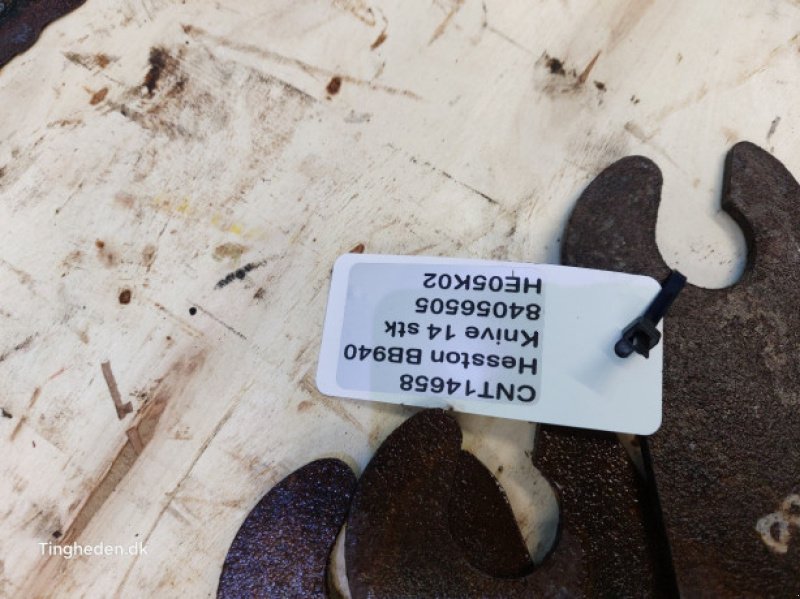 CNT14658
Hesston BB940
Knive 14 stk
84056505
HE05K02
Tingheden.dk